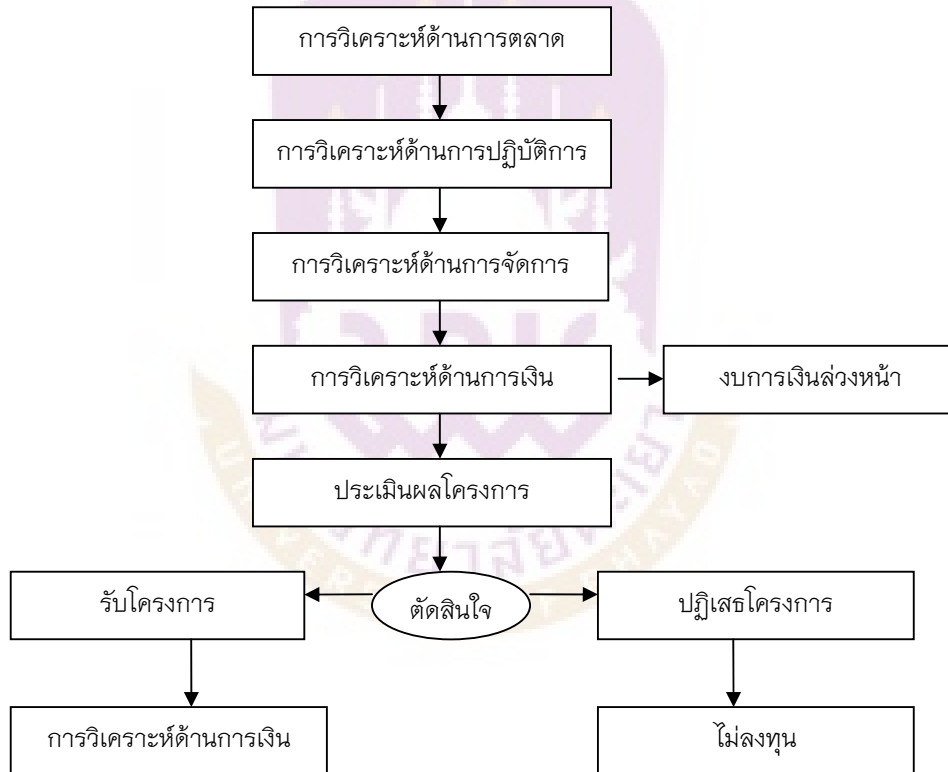 การวิเคราะห์ด้านการตลาด
การวิเคราะห์ด้านการปฏิบัติการ
การวิเคราะห์ด้านการจัดการ
การวิเคราะห์ด้านการเงิน
งบการเงินล่วงหน้า
ประเมินผลโครงการ
รับโครงการ
ตัดสินใจ
ปฏิเสธโครงการ
การวิเคราะห์ด้านการเงิน
ไม่ลงทุน